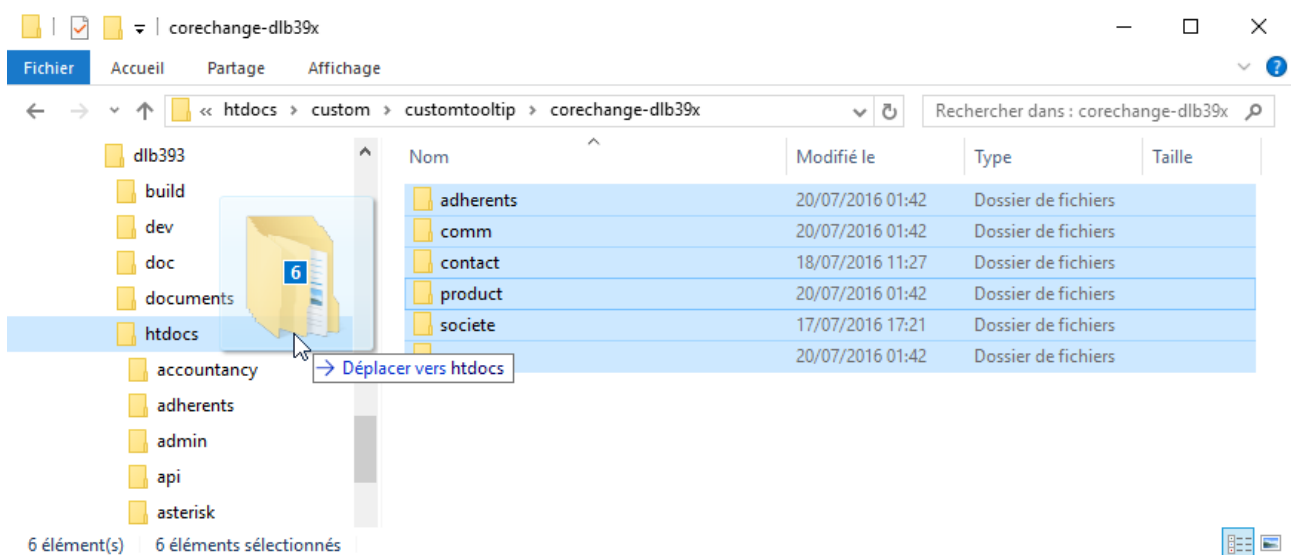 corechange-dlb39x
Fichier Accueil Partage Affichage
« htdocs > custom > customtooltip > corechange-dlb39x Rechercher dans : corechange-dlb39x
dlb393
build
dev
doc
documents
htdocs
accountancy
adherents
admin
api
asterisk
Nom Modifié le Type Taille
adherents 20/07/2016 01:42 Dossier de fichiers
comm 20/07/2016 01:42 Dossier de fichiers
contact 18/07/2016 11:27 Dossier de fichiers
product 20/07/2016 01:42 Dossier de fichiers
societe 17/07/2016 17:21 Dossier de fichiers
20/07/2016 01:42 Dossier de fichiers
6
→ Déplacer vers htdocs
6 élément(s) 6 éléments sélectionnés